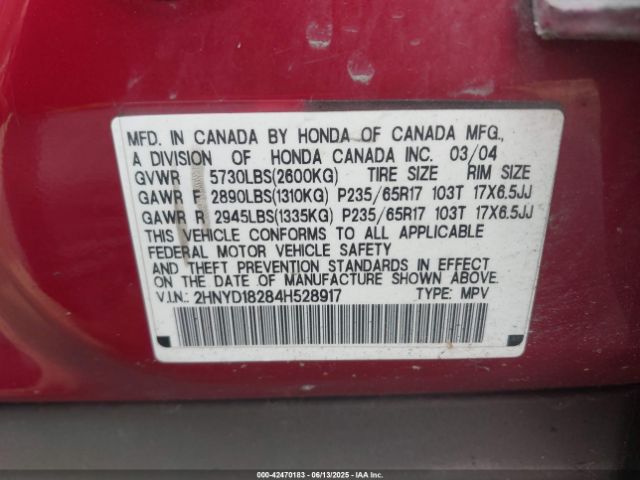 MFD. IN CANADA BY HONDA OF CANADA MFG.,
A DIVISION OF HONDA CANADA INC. 03/04
GVWR 5730LBS(2600KG) TIRE SIZE RIM SIZE
GAWR F 2890LBS(1310KG) P235/65R17 103T 17X6.5JJ
GAWR R 2945LBS(1335KG) P235/65R17 103T 17X6.5JJ
THIS VEHICLE CONFORMS TO ALL APPLICABLE
FEDERAL MOTOR VEHICLE SAFETY
AND THEFT PREVENTION STANDARDS IN EFFECT
ON THE DATE OF MANUFACTURE SHOWN ABOVE.
V.I.N.: 2HNYD18284H528917 TYPE: MPV
000-42470183 - 06/13/2025 - IAAI.COM